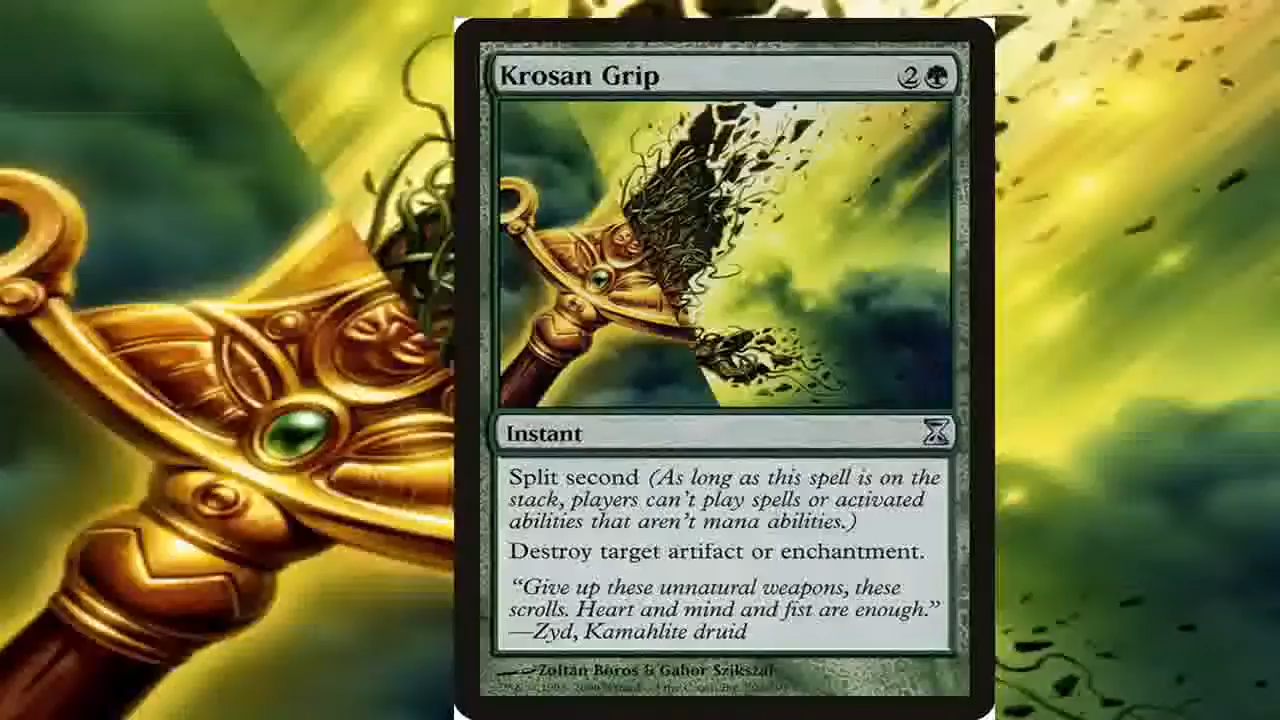 Krosan Grip 2
Instant
Split second (As long as this spell is on the
stack, players can't play spells or activated
abilities that aren't mana abilities.)
Destroy target artifact or enchantment.
"Give up these unnatural weapons, these
scrolls. Heart and mind and fist are enough."
—Zyd, Kamahlite druid
Zoltan Boros & Gabor Szikszai